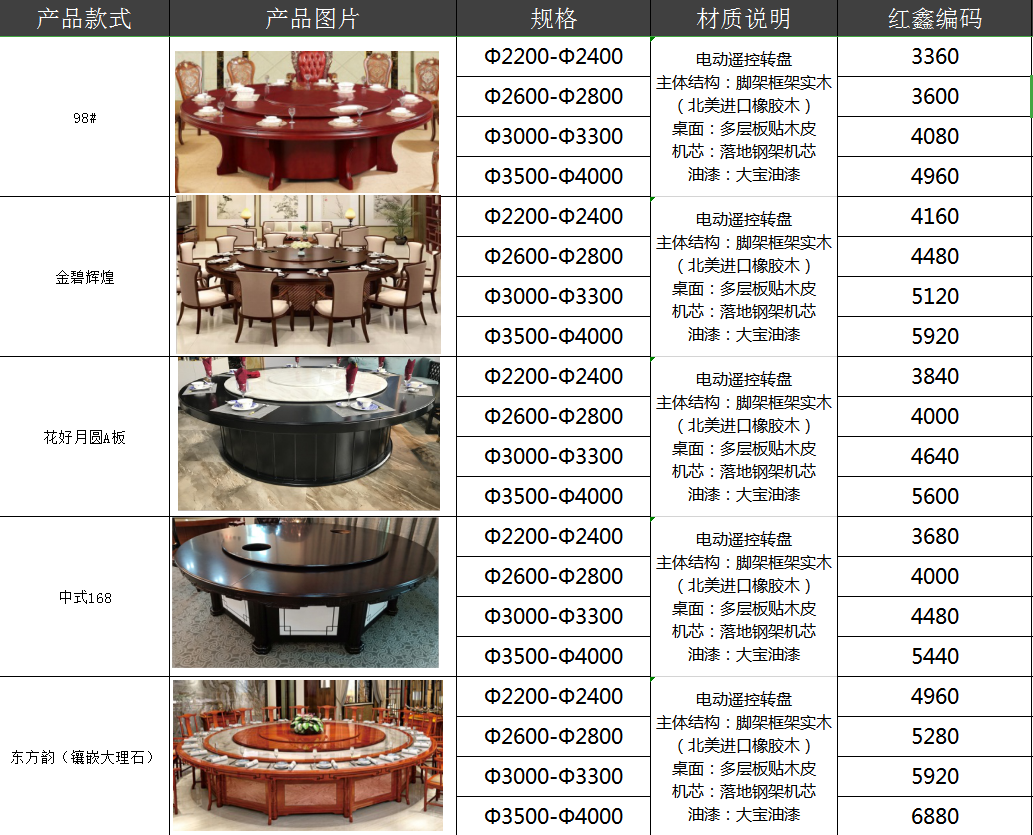 产品款式 产品图片 规格 材质说明 红鑫编码
98#
Φ2200-Φ2400 3360
Φ2600-Φ2800 3600
Φ3000-Φ3300 4080
Φ3500-Φ4000 4960
电动遥控转盘
主体结构：脚架框架实木
（北美进口橡胶木）
桌面：多层板贴木皮
机芯：落地钢架机芯
油漆：大宝油漆
金碧辉煌
Φ2200-Φ2400 4160
Φ2600-Φ2800 4480
Φ3000-Φ3300 5120
Φ3500-Φ4000 5920
电动遥控转盘
主体结构：脚架框架实木
（北美进口橡胶木）
桌面：多层板贴木皮
机芯：落地钢架机芯
油漆：大宝油漆
花好月圆A板
Φ2200-Φ2400 3840
Φ2600-Φ2800 4000
Φ3000-Φ3300 4640
Φ3500-Φ4000 5600
电动遥控转盘
主体结构：脚架框架实木
（北美进口橡胶木）
桌面：多层板贴木皮
机芯：落地钢架机芯
油漆：大宝油漆
中式168
Φ2200-Φ2400 3680
Φ2600-Φ2800 4000
Φ3000-Φ3300 4480
Φ3500-Φ4000 5440
电动遥控转盘
主体结构：脚架框架实木
（北美进口橡胶木）
桌面：多层板贴木皮
机芯：落地钢架机芯
油漆：大宝油漆
东方韵（镶嵌大理石）
Φ2200-Φ2400 4960
Φ2600-Φ2800 5280
Φ3000-Φ3300 5920
Φ3500-Φ4000 6880
电动遥控转盘
主体结构：脚架框架实木
（北美进口橡胶木）
桌面：多层板贴木皮
机芯：落地钢架机芯
油漆：大宝油漆